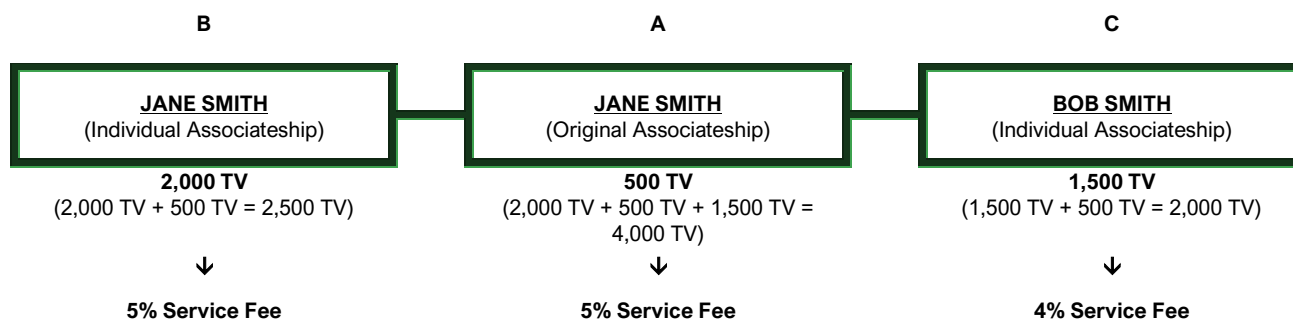 B
JANE SMITH
(Individual Associateship)
2,000 TV
(2,000 TV + 500 TV = 2,500 TV)
5% Service Fee
A
JANE SMITH
(Original Associateship)
500 TV
(2,000 TV + 500 TV + 1,500 TV =
4,000 TV)
5% Service Fee
C
BOB SMITH
(Individual Associateship)
1,500 TV
(1,500 TV + 500 TV = 2,000 TV)
4% Service Fee